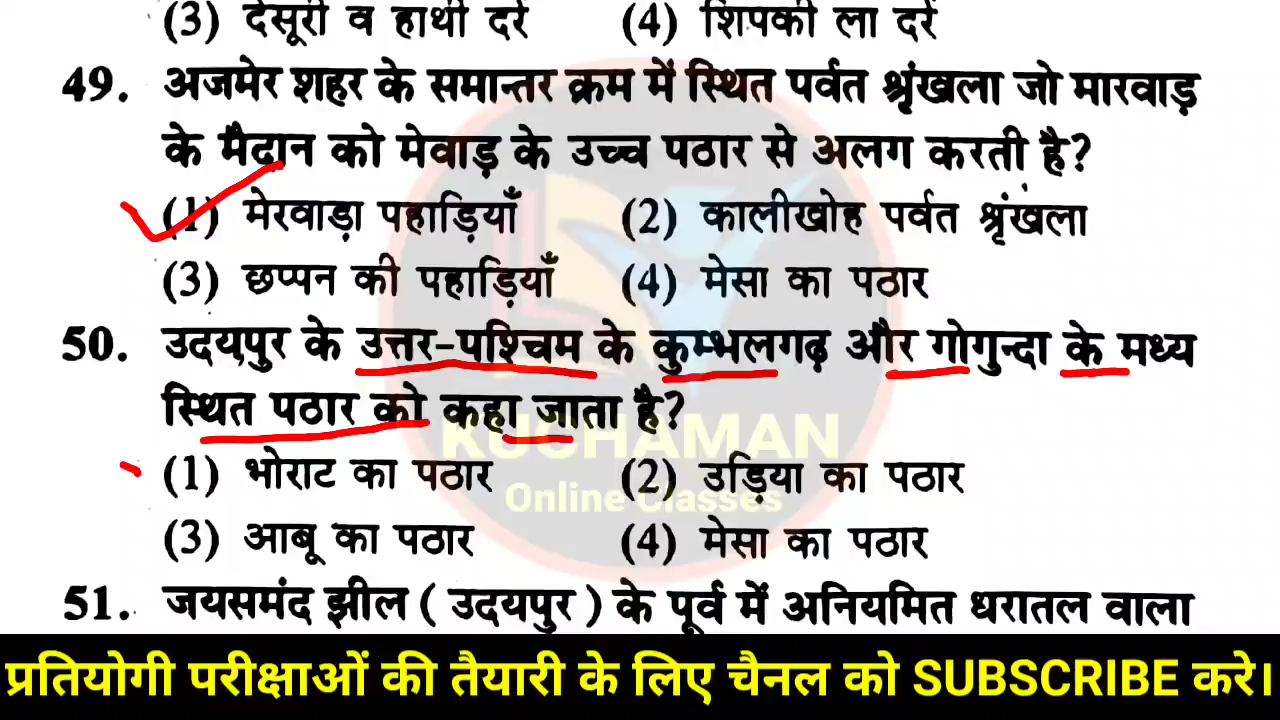 (3) देसूरी व हाथी दर्रे (4) शिपकी ला दर्रे
49. अजमेर शहर के समान्तर क्रम में स्थित पर्वत श्रृंखला जो मारवाड़
के मैदान को मेवाड़ के उच्च पठार से अलग करती है?
(1) मेरवाड़ा पहाड़ियाँ (2) कालीखोह पर्वत श्रृंखला
(3) छप्पन की पहाड़ियाँ (4) मेसा का पठार
50. उदयपुर के उत्तर-पश्चिम के कुम्भलगढ़ और गोगुन्दा के मध्य
स्थित पठार को कहा जाता है?
KUCHAMAN
(1) भोराट का पठार (2) उड़िया का पठार
Online Classes
(3) आबू का पठार (4) मेसा का पठार
51. जयसमंद झील ( उदयपुर ) के पूर्व में अनियमित धरातल वाला
प्रतियोगी परीक्षाओं की तैयारी के लिए चैनल को SUBSCRIBE करे।